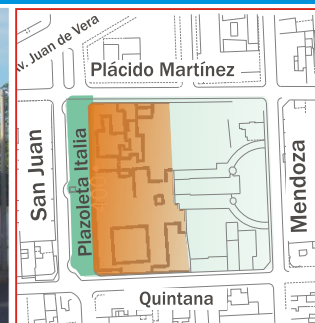 Av. Juan de Vera
Plácido Martínez
San Juan
Plazoleta Italia
Mendoza
Quintana